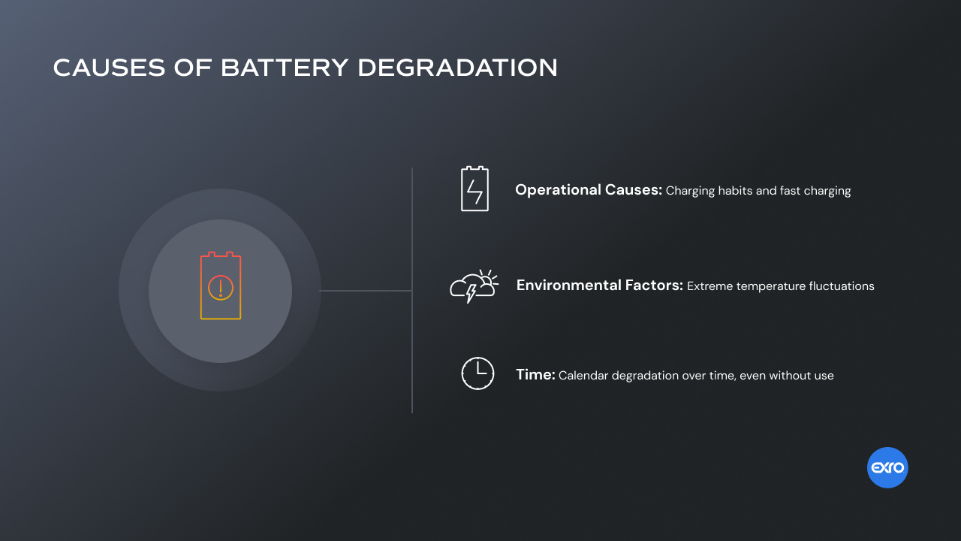 CAUSES OF BATTERY DEGRADATION
Operational Causes: Charging habits and fast charging
Environmental Factors: Extreme temperature fluctuations
Time: Calendar degradation over time, even without use
EXRO